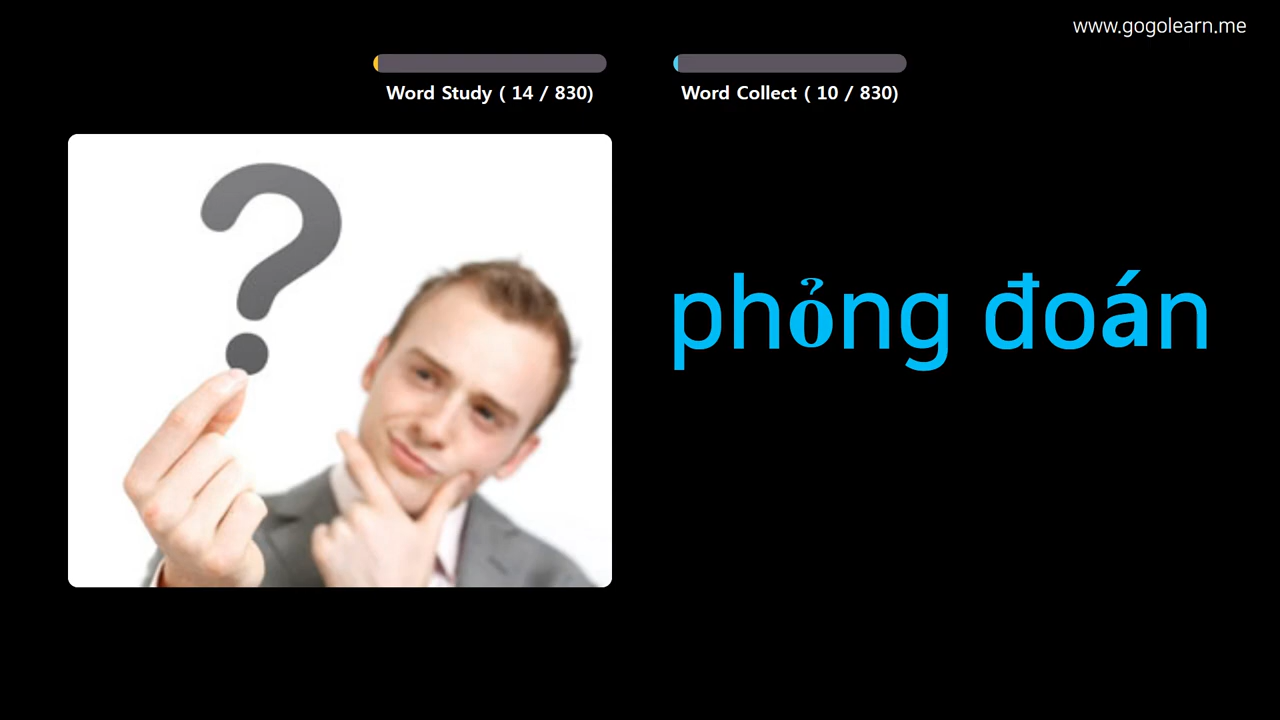 www.gogolearn.me
Word Study ( 14 / 830)
Word Collect ( 10 / 830)
?
phỏng đoán